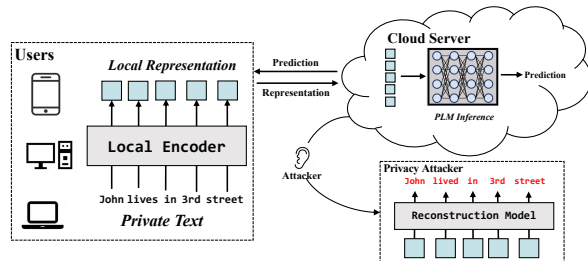 Users
Local Representation
Local Encoder
John lives in 3rd street
Private Text
Prediction
Representation
Cloud Server
PLM Inference
Prediction
Attacker
Privacy Attacker
John lived in 3rd street
Reconstruction Model